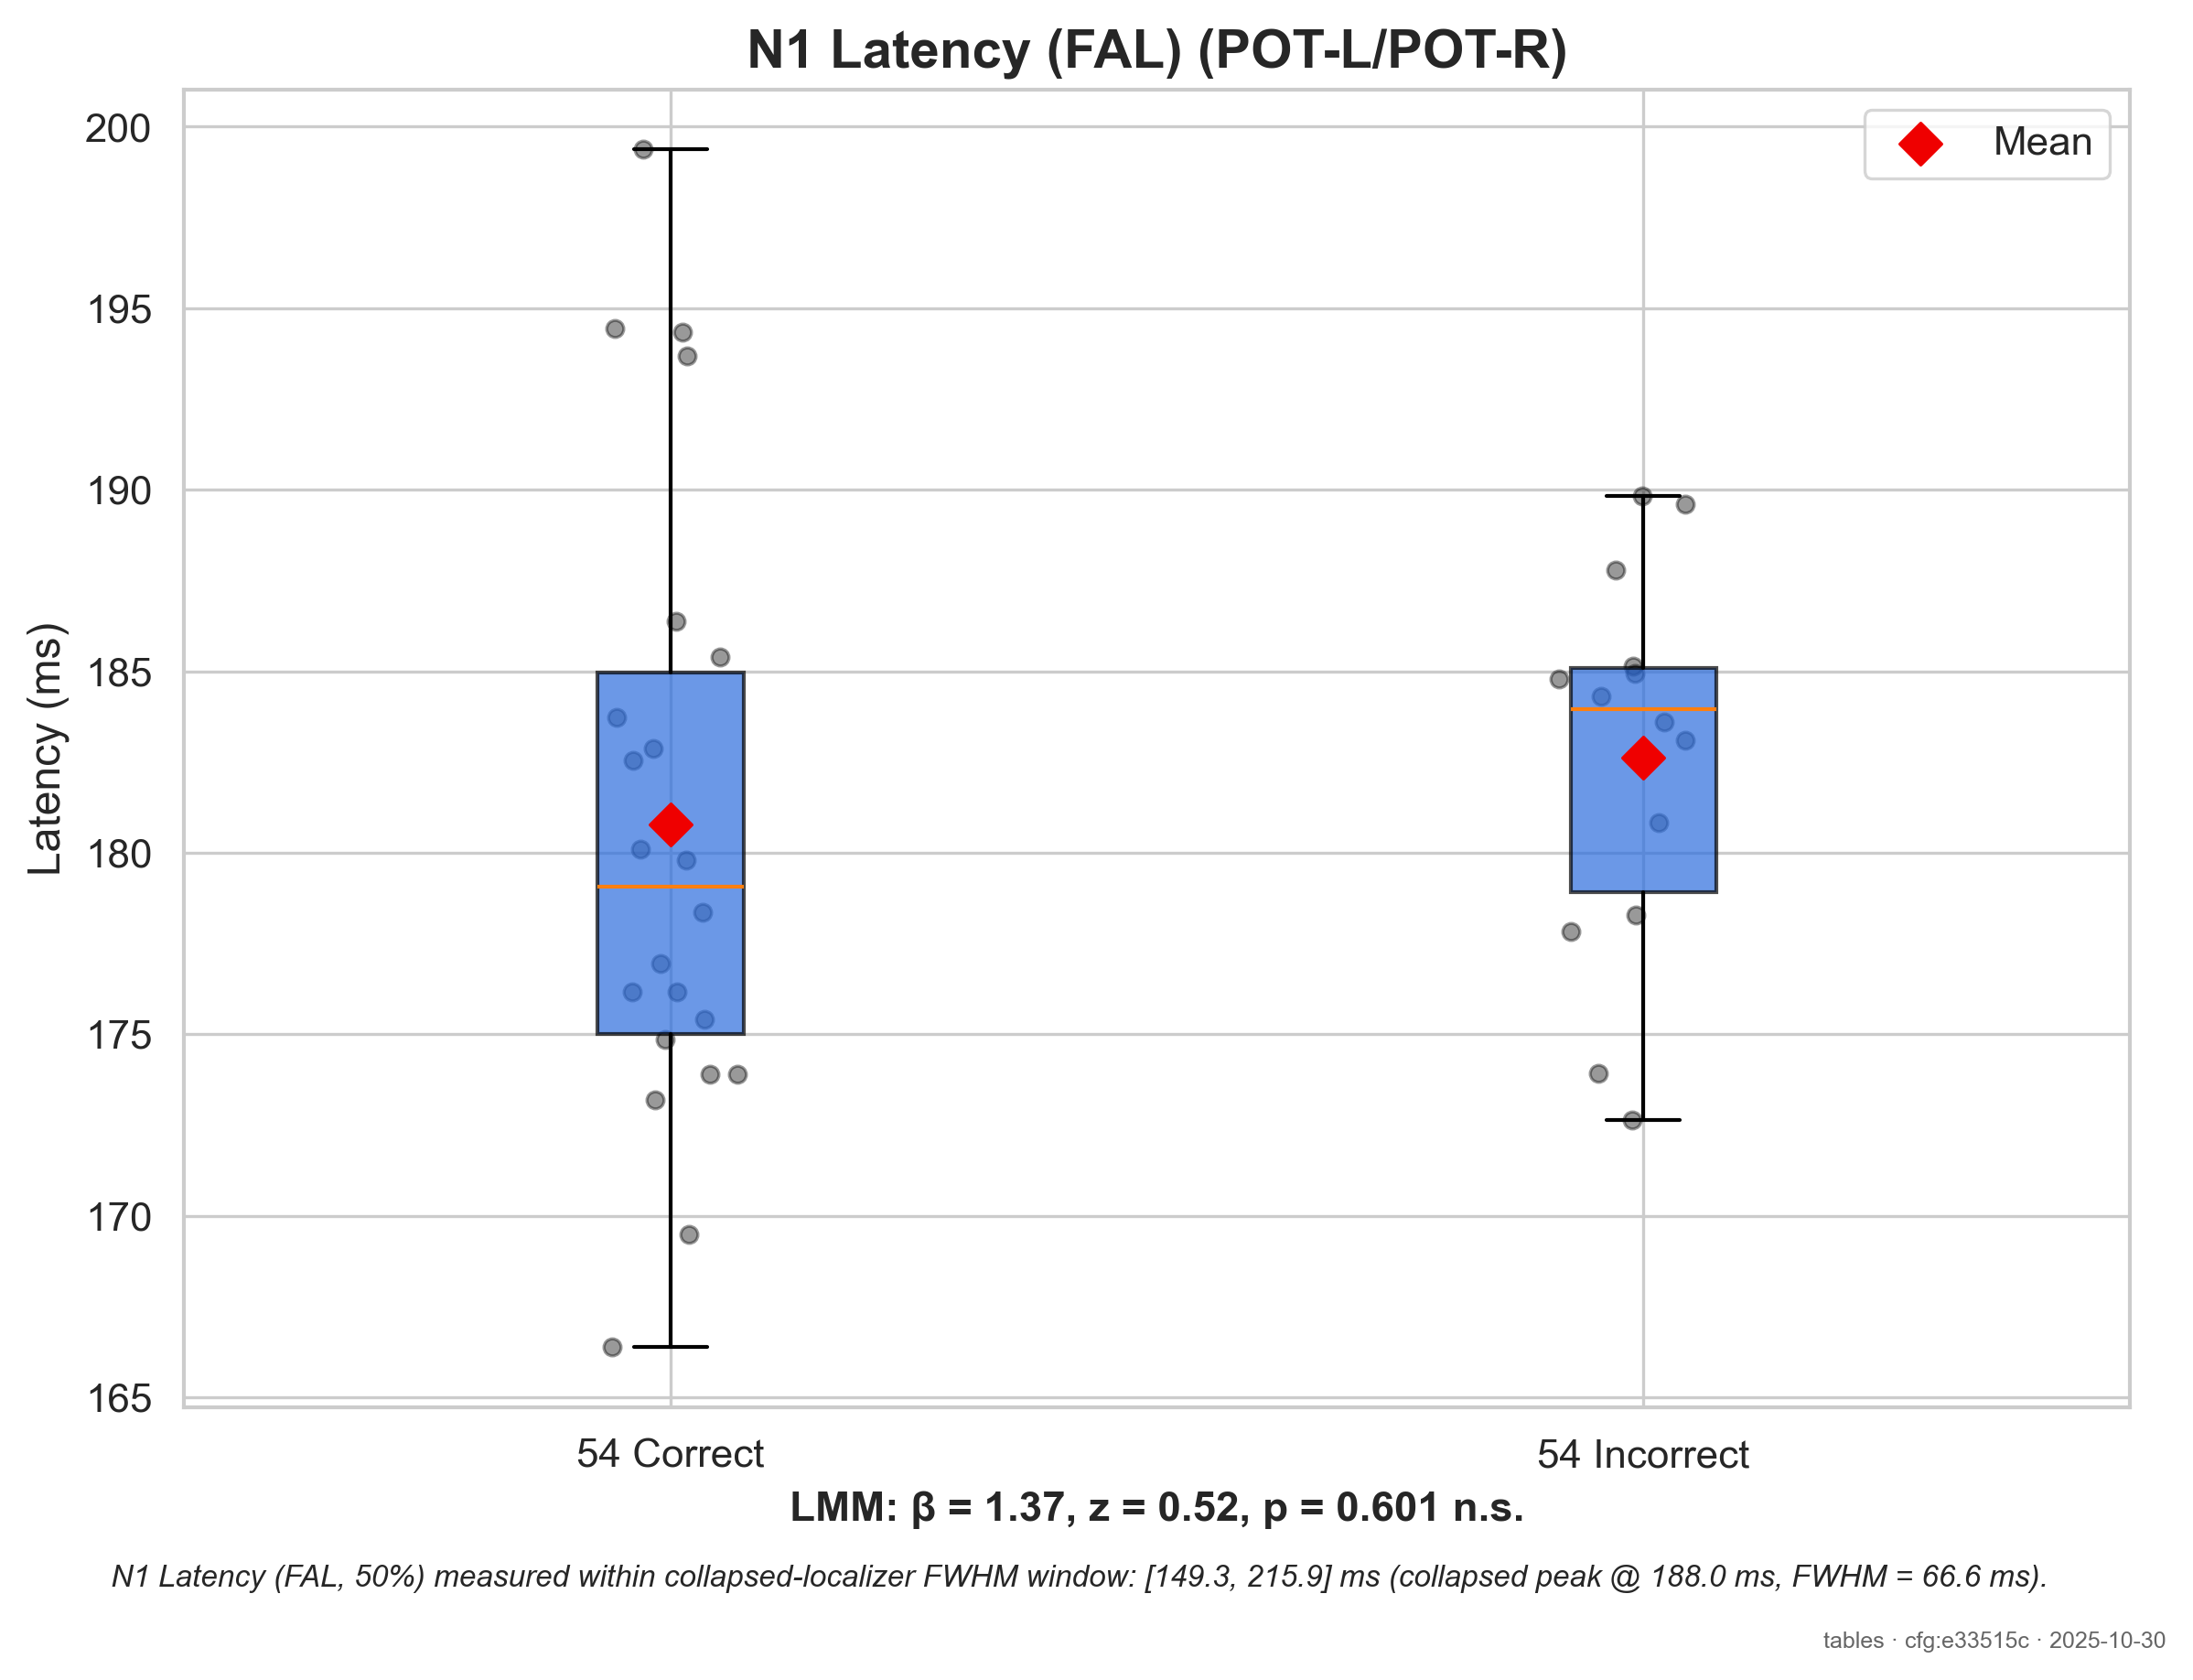 N1 Latency (FAL) (POT-L/POT-R)
Mean
200
195
190
185
180
175
170
165
Latency (ms)
54 Correct
54 Incorrect
LMM: β = 1.37, z = 0.52, p = 0.601 n.s.
N1 Latency (FAL, 50%) measured within collapsed-localizer FWHM window: [149.3, 215.9] ms (collapsed peak @ 188.0 ms, FWHM = 66.6 ms).
tables · cfg:e33515c · 2025-10-30